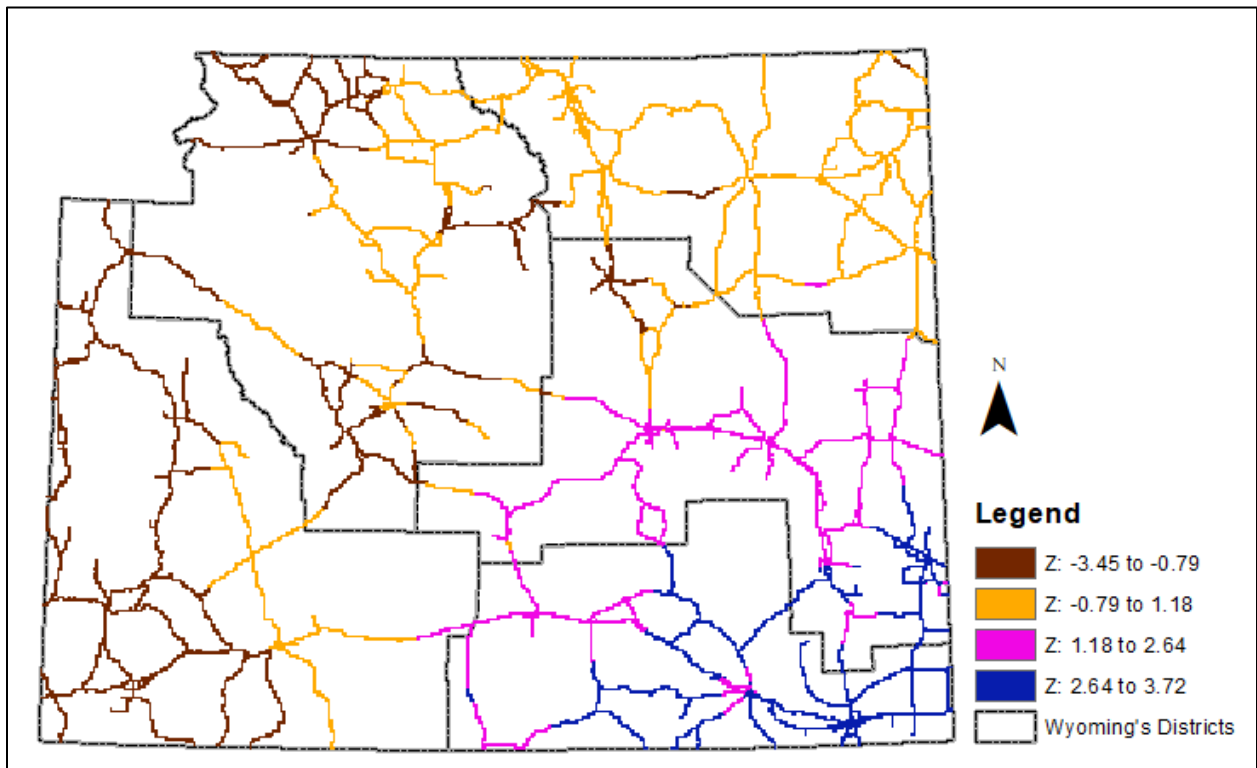 N
Legend
Z: -3.45 to -0.79
Z: -0.79 to 1.18
Z: 1.18 to 2.64
Z: 2.64 to 3.72
Wyoming's Districts